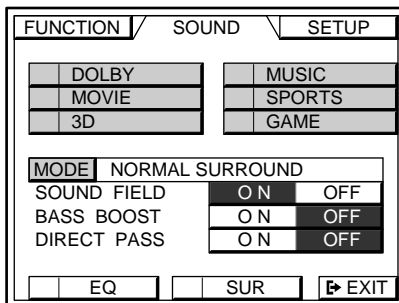 FUNCTION SOUND SETUP
DOLBY MUSIC
MOVIE SPORTS
3D GAME
MODE NORMAL SURROUND
SOUND FIELD ON OFF
BASS BOOST ON OFF
DIRECT PASS ON OFF
EQ SUR EXIT